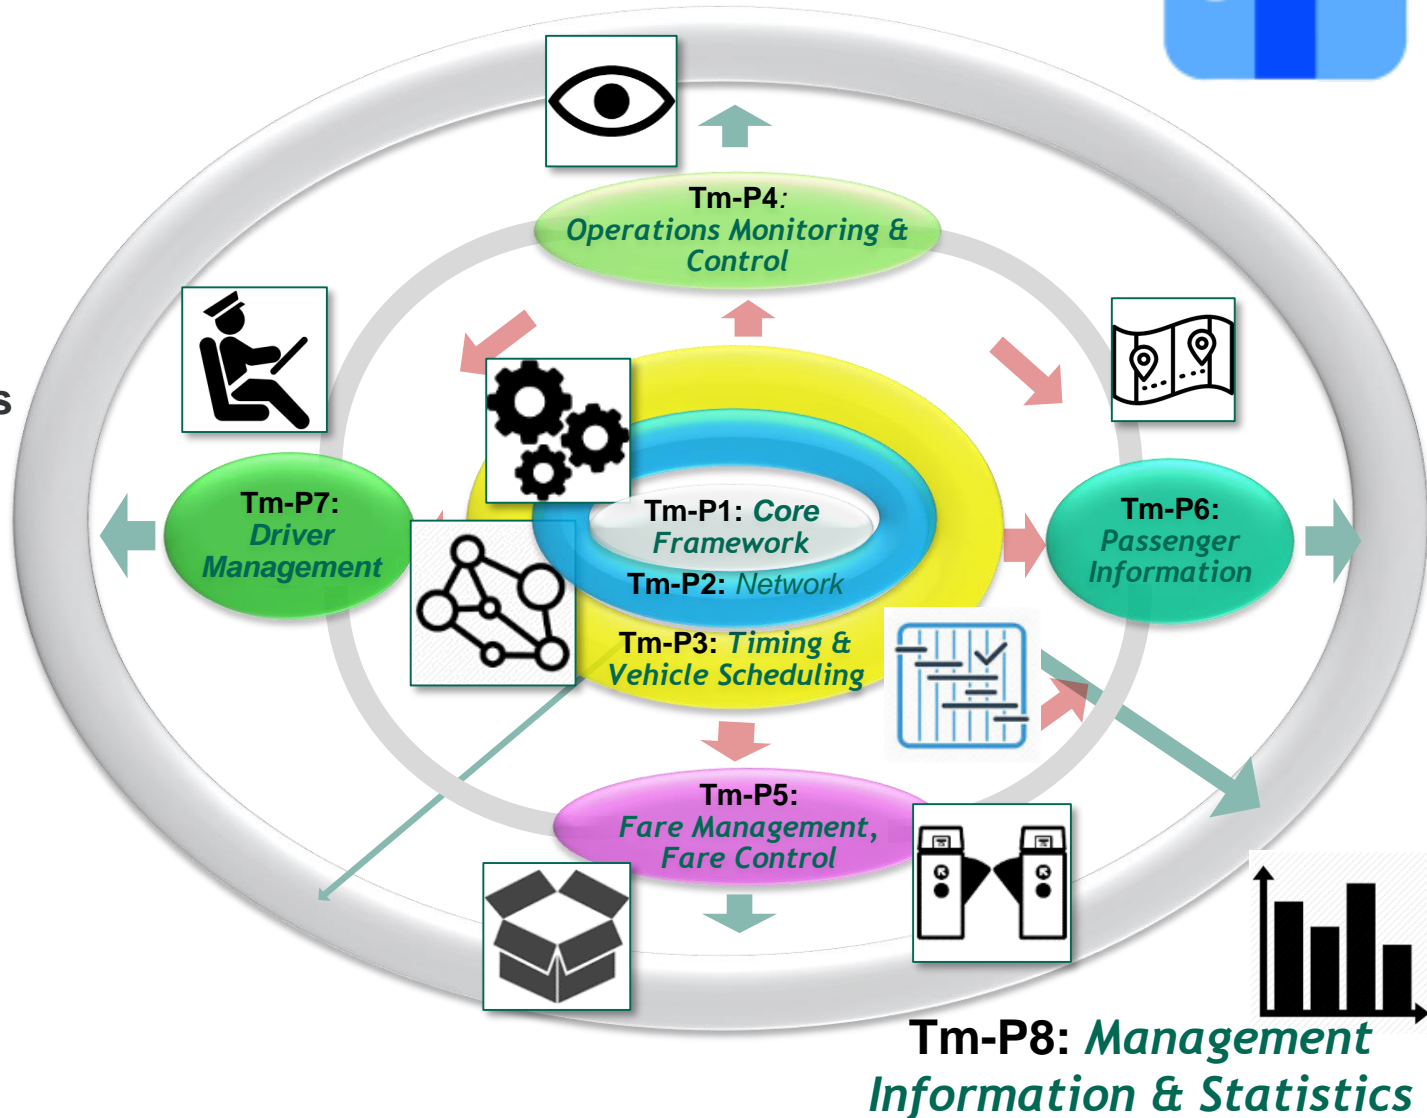 Tm-P4:
Operations Monitoring &
Control
s
Tm-P7:
Driver
Management
Tm-P1: Core
Framework
Tm-P2: Network
Tm-P3: Timing &
Vehicle Scheduling
Tm-P6:
Passenger
Information
Tm-P5:
Fare Management,
Fare Control
Tm-P8: Management
Information & Statistics